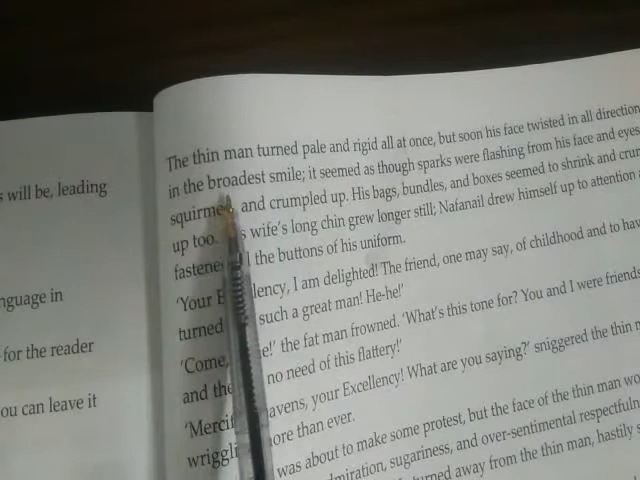 s will be, leading
nguage in
for the reader
ou can leave it
The thin man turned pale and rigid all at once, but soon his face twisted in all direction
in the broadest smile; it seemed as though sparks were flashing from his face and eyes
squirme and crumpled up. His bags, bundles, and boxes seemed to shrink and crum
up too. s wife's long chin grew longer still; Nafanail drew himself up to attention a
fastene l the buttons of his uniform.
'Your E lency, I am delighted! The friend, one may say, of childhood and to hav
turned such a great man! He-he!'
'Come, e!' the fat man frowned. 'What's this tone for? You and I were friends
and the no need of this flattery!'
'Mercif avens, your Excellency! What are you saying?' sniggered the thin m
wriggli ore than ever.
was about to make some protest, but the face of the thin man wo
dmiration, sugariness, and over-sentimental respectfuln
turned away from the thin man, hastily s